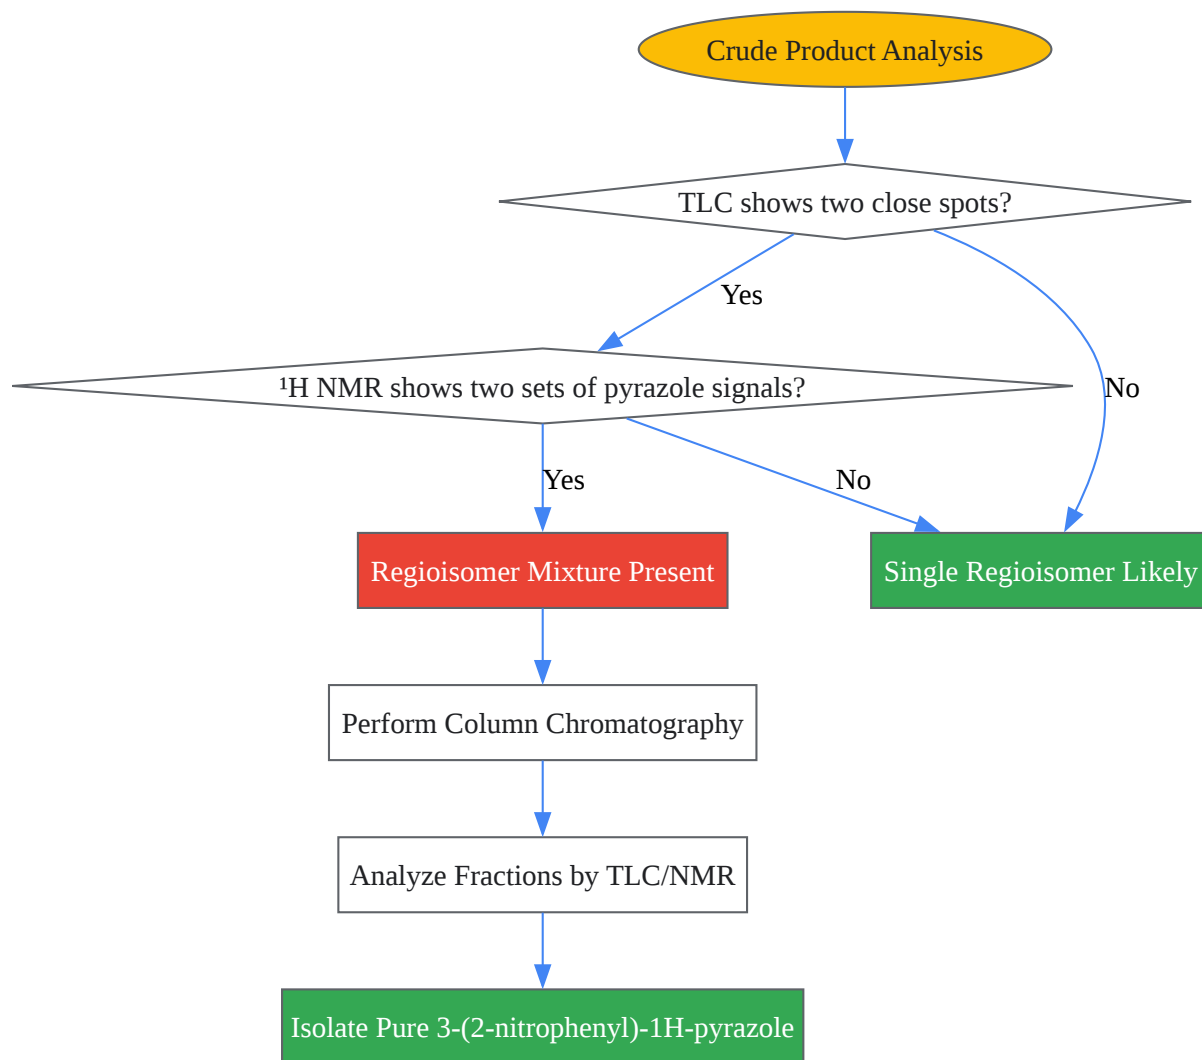 Crude Product Analysis
TLC shows two close spots?
Yes
¹H NMR shows two sets of pyrazole signals?
No
Yes
No
Regioisomer Mixture Present
Single Regioisomer Likely
Perform Column Chromatography
Analyze Fractions by TLC/NMR
Isolate Pure 3-(2-nitrophenyl)-1H-pyrazole